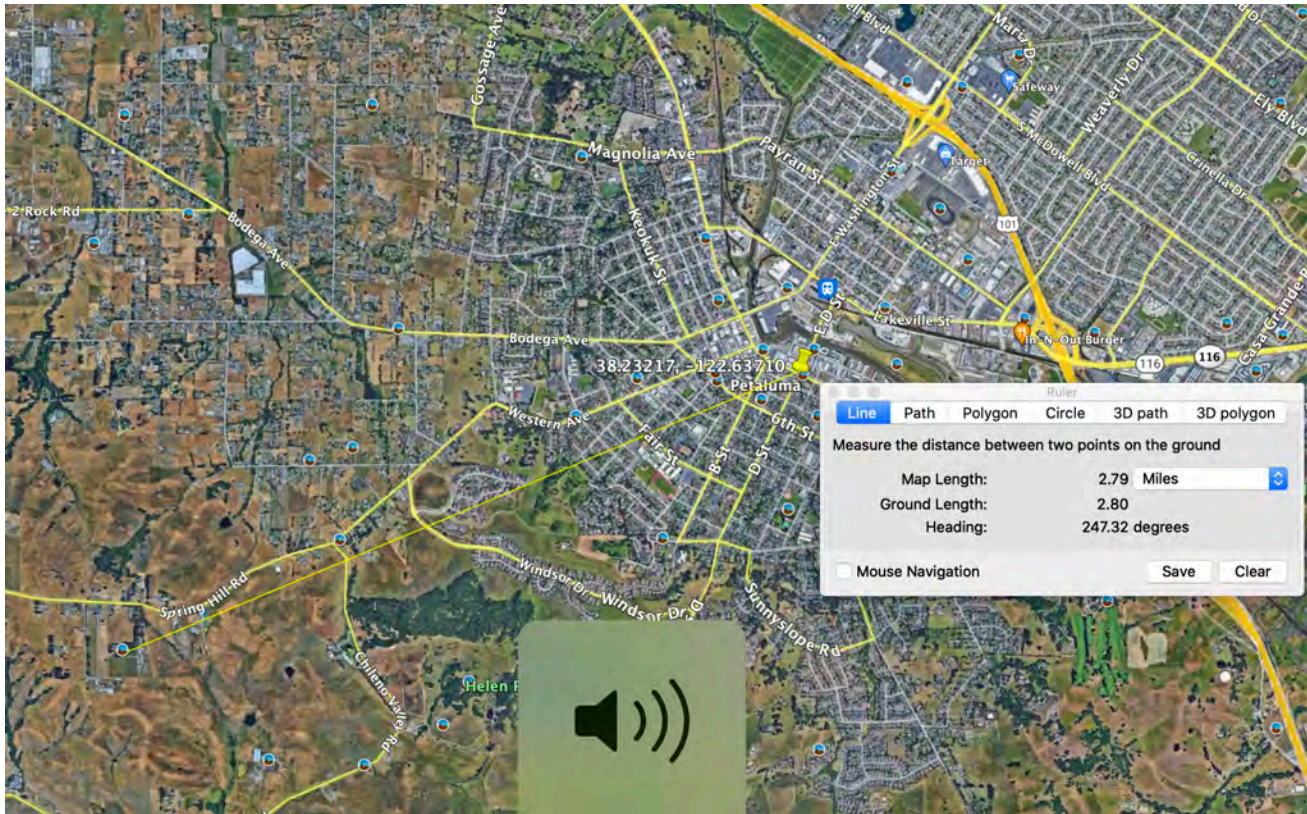 Gossage Ave
ell Blvd
Martz D
Safeway
Weaverly Dr
Ely Blvd
S McDowell Blvd
Crinella Dr
Magnolia Ave
Payran St
Target
E Washington St
2 Rock Rd
Bodega Ave
Keokuk St
101
E D St
Lakeville St
In-N-Out Burger
116
116
Casa Grande
Bodega Ave
38.23217, -122.63710
Petaluma
Western Ave
6th St
Fair St
B St
D St
Ruler
Line Path Polygon Circle 3D path 3D polygon
Measure the distance between two points on the ground
Map Length: 2.79 Miles
Ground Length: 2.80
Heading: 247.32 degrees
Mouse Navigation Save Clear
Spring Hill Rd
Windsor Dr
Windsor Dr
D
Sunnyslope Rd
Chileno Valley Rd
Helen P